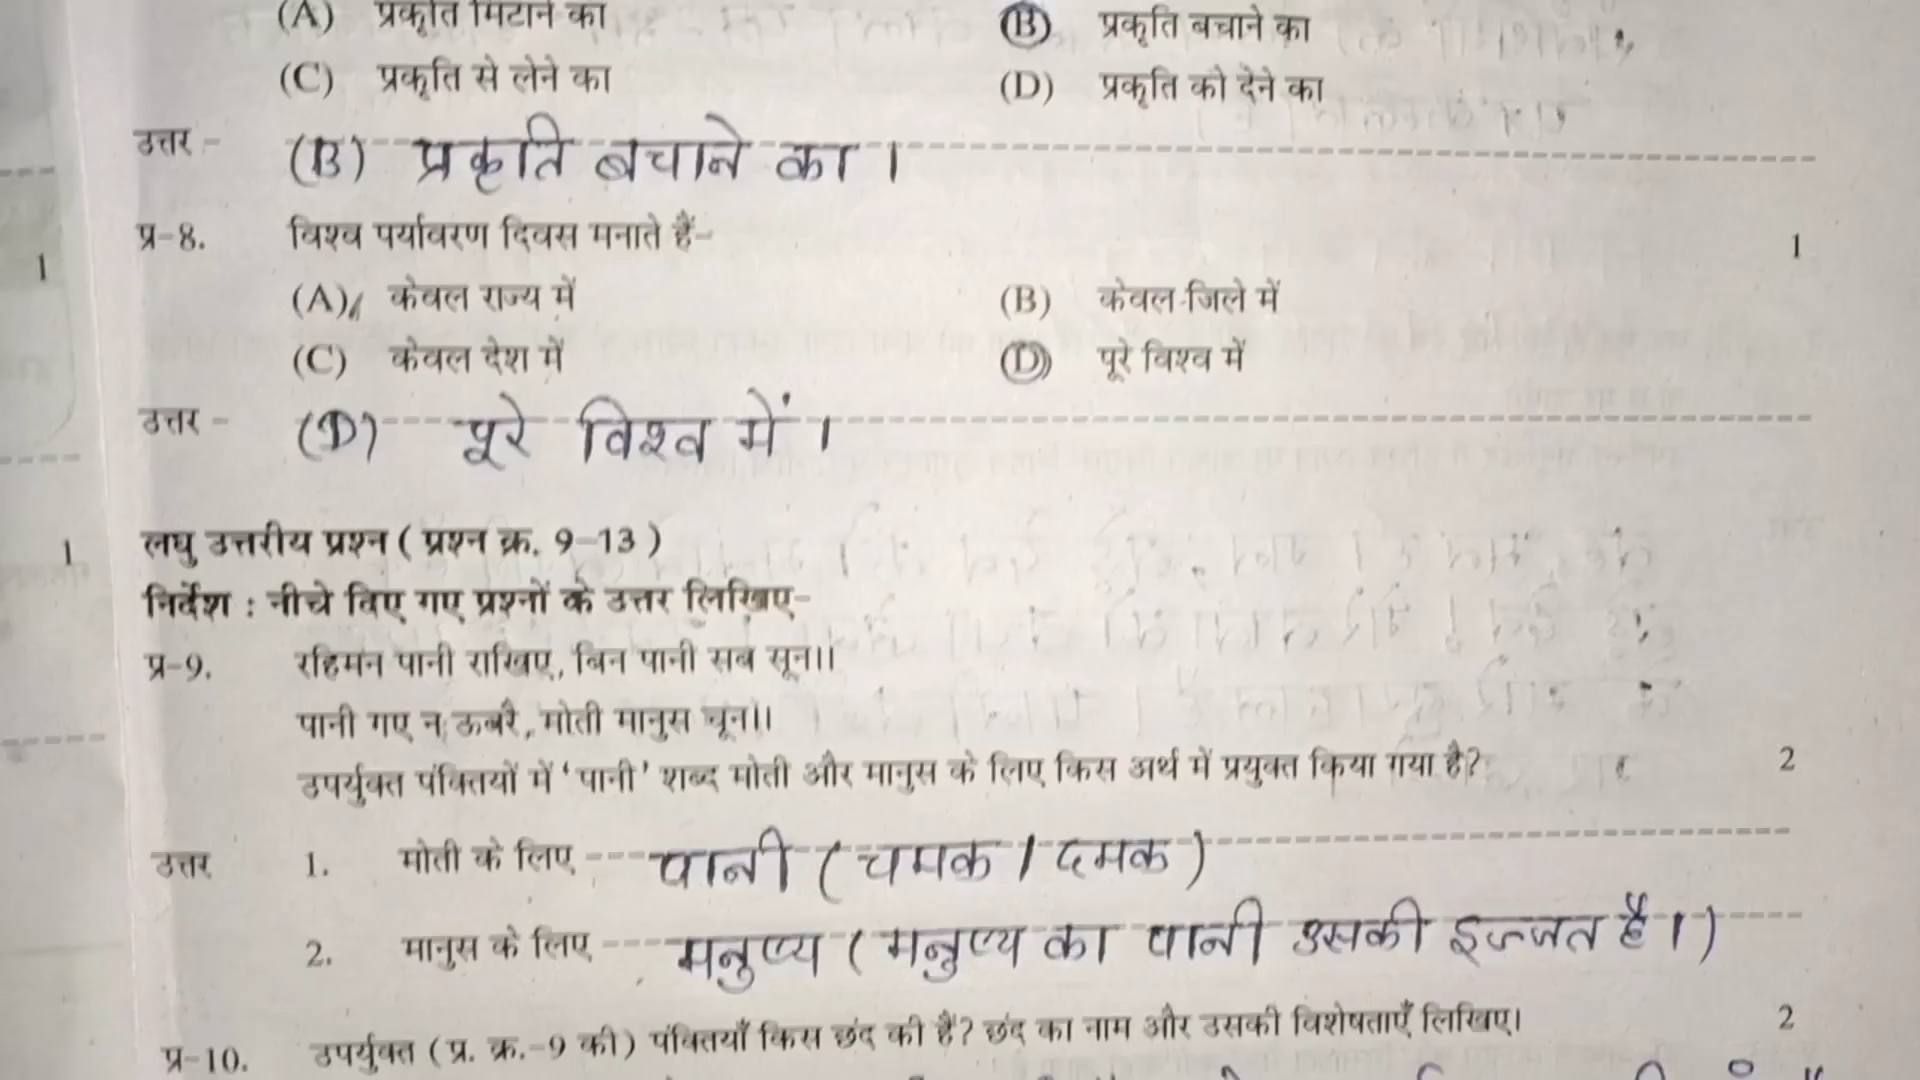 (A) प्रकृति मिटाने का (B) प्रकृति बचाने का
(C) प्रकृति से लेने का (D) प्रकृति को देने का
उत्तर - (B) प्रकृति बचाने का।
प्र-8. विश्व पर्यावरण दिवस मनाते हैं- 1
1
(A) केवल राज्य में (B) केवल जिले में
(C) केवल देश में (D) पूरे विश्व में
उत्तर - (D) पूरे विश्व में।
1 लघु उत्तरीय प्रश्न ( प्रश्न क्र. 9-13 )
निर्देश : नीचे दिए गए प्रश्नों के उत्तर लिखिए-
प्र-9. रहिमन पानी राखिए, बिन पानी सब सून।।
पानी गए न ऊबरै, मोती मानुस चून।।
उपर्युक्त पंक्तियों में 'पानी' शब्द मोती और मानुस के लिए किस अर्थ में प्रयुक्त किया गया है? 2
उत्तर 1. मोती के लिए पानी (चमक / दमक)
2. मानुस के लिए मनुष्य (मनुष्य का पानी उसकी इज्जत है।)
प्र-10. उपर्युक्त (प्र. क्र.-9 की) पंक्तियाँ किस छंद की हैं? छंद का नाम और उसकी विशेषताएँ लिखिए। 2